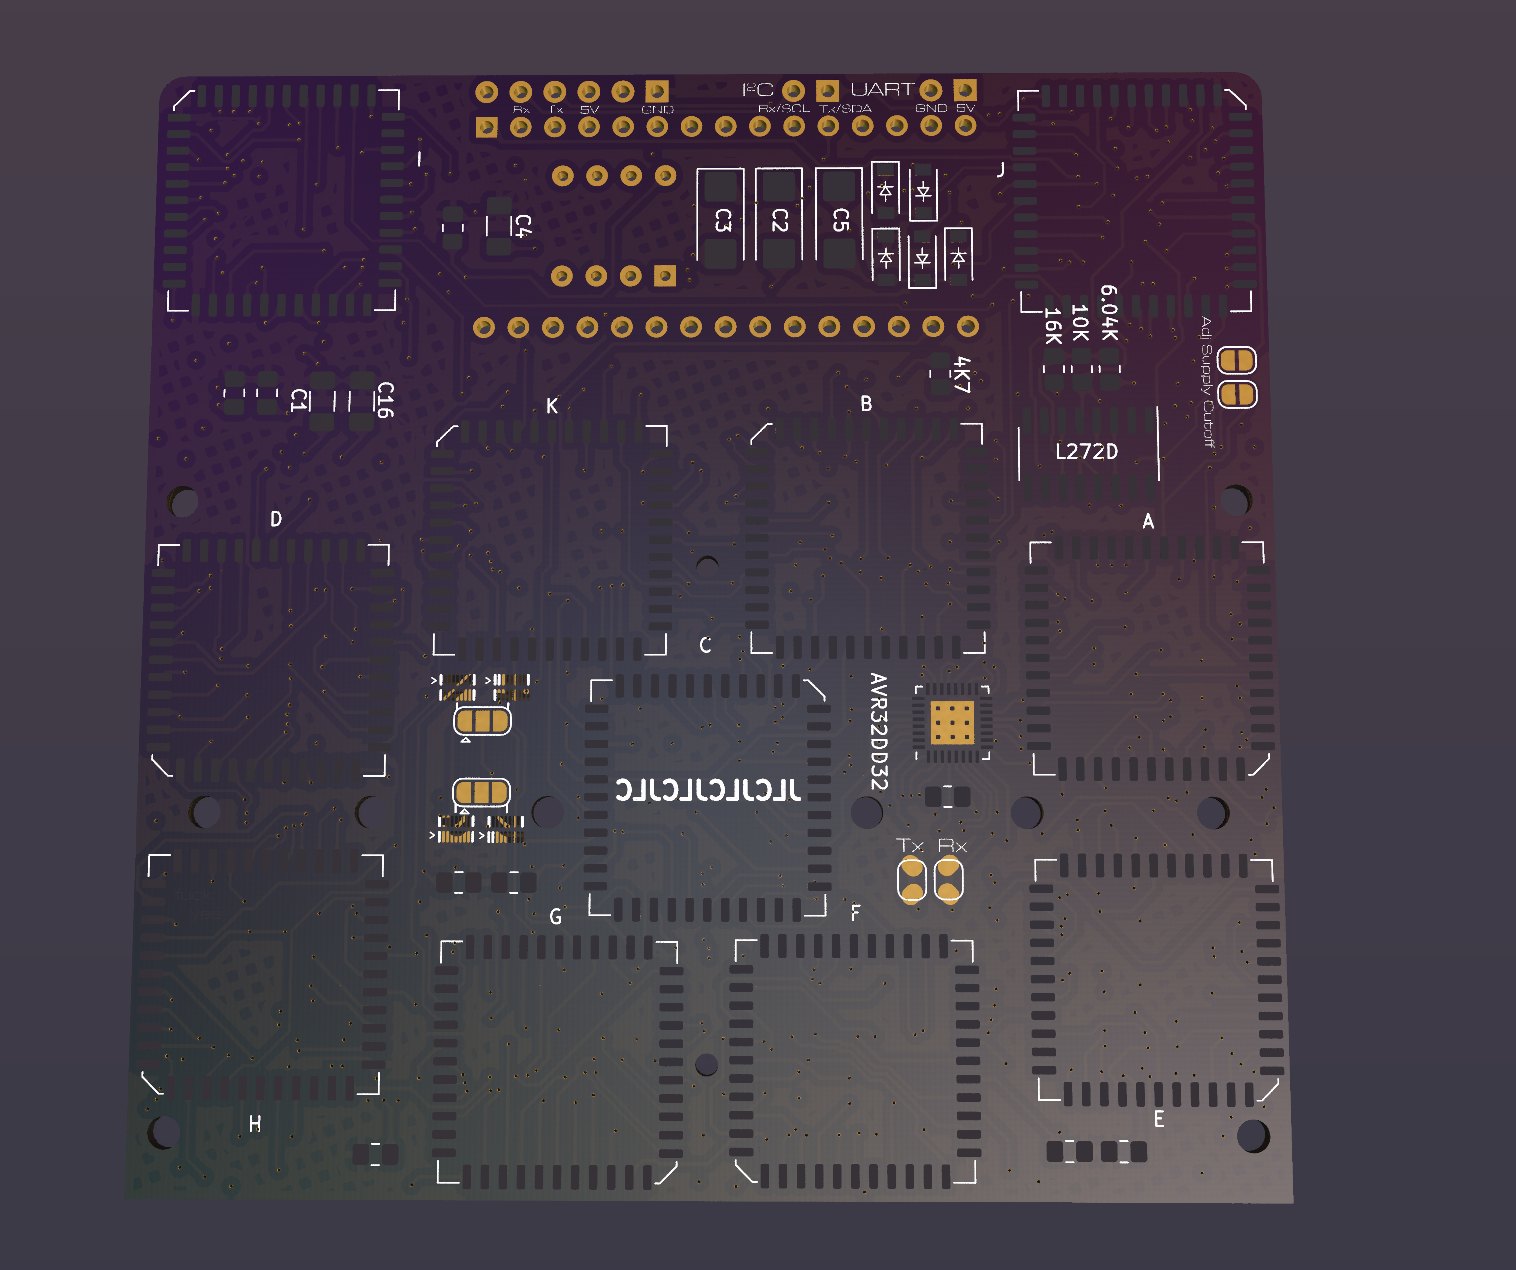 I²C
UART
Rx
Tx
5V
GND
Rx/SCL
Tx/SDA
GND
5V
I
J
C4
C3
C2
C5
16K
10K
6.04K
Adj Supply Cutoff
4K7
C1
C16
K
B
L272D
D
A
C
AVR32DD32
Tx
Rx
G
F
H
E